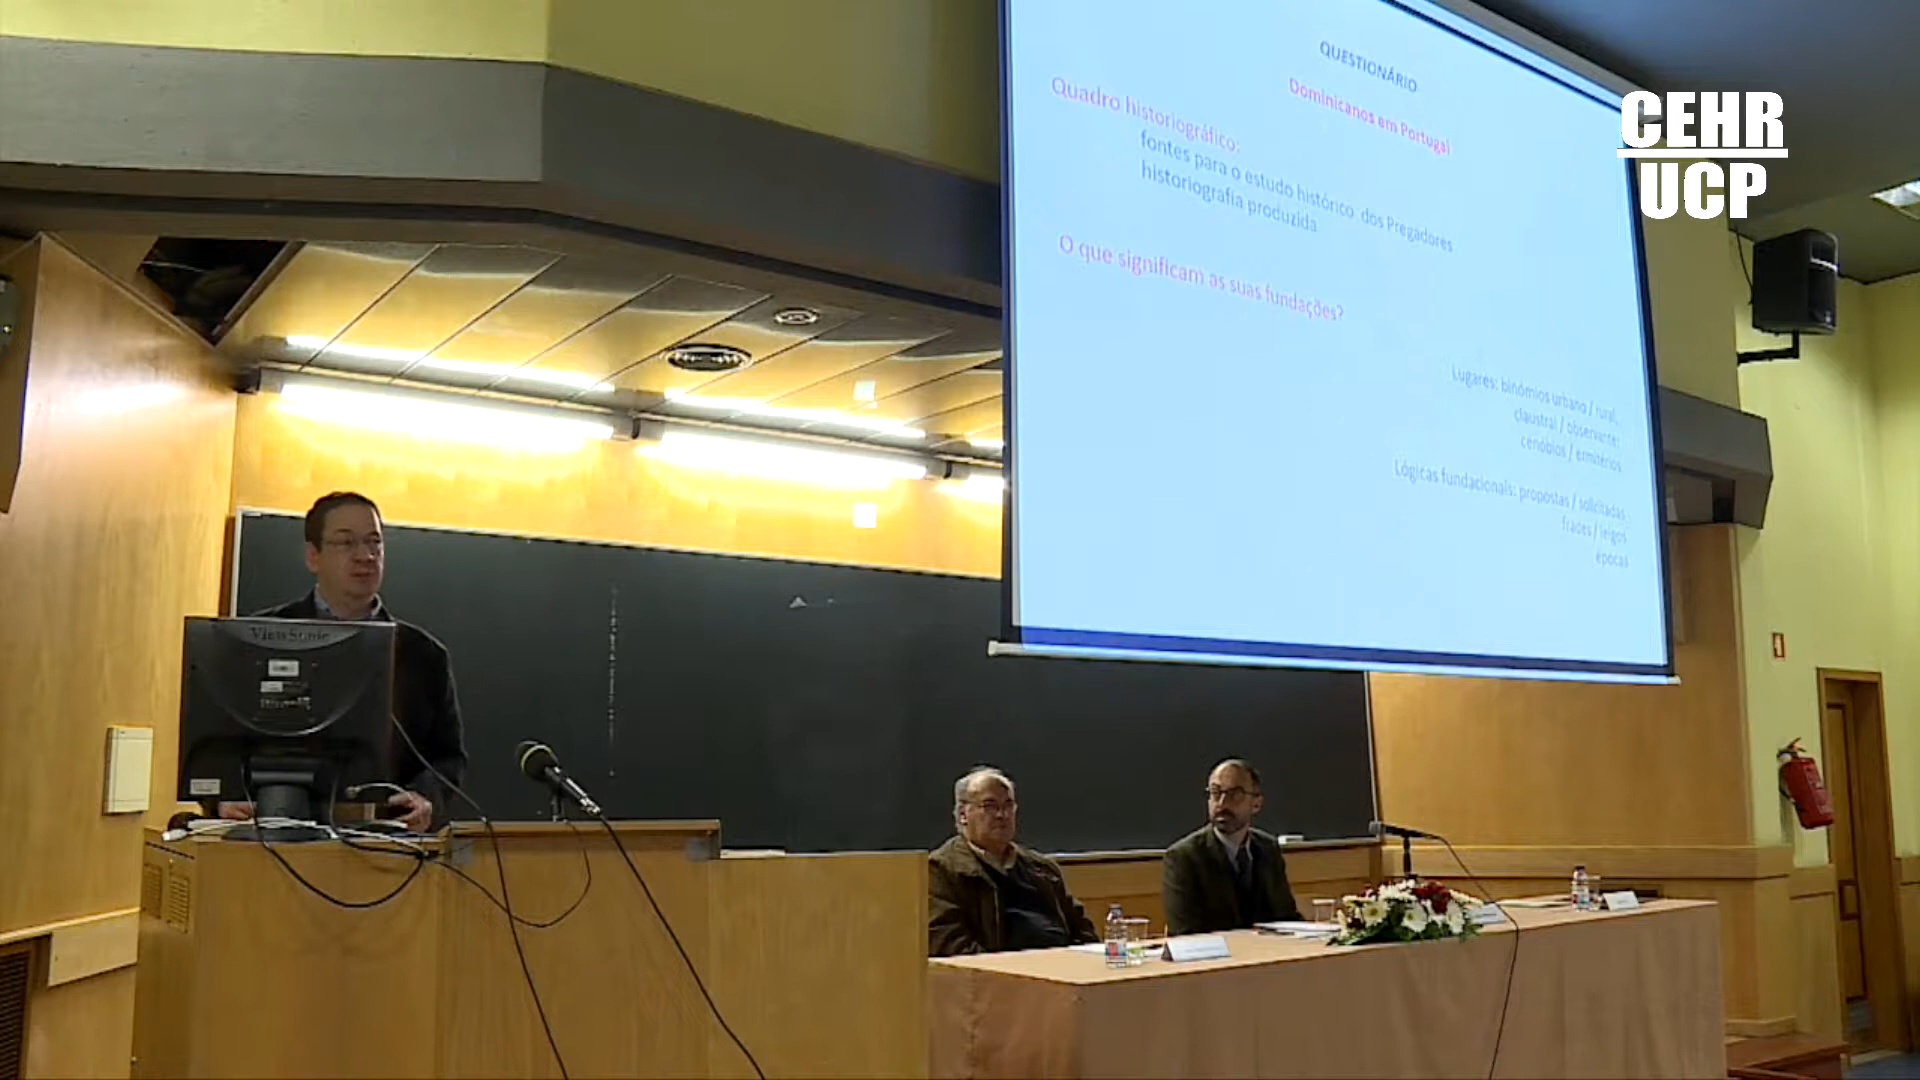 QUESTIONÁRIO
Dominicanos em Portugal
Quadro historiográfico:
fontes para o estudo histórico dos Pregadores
historiografia produzida
O que significam as suas fundações?
Lugares: binómios urbano / rural,
claustral / observante;
cenóbios / ermitérios
Lógicas fundacionais: propostas / solicitadas
frades / leigos
épocas
CEHR
UCP
ViewSonic